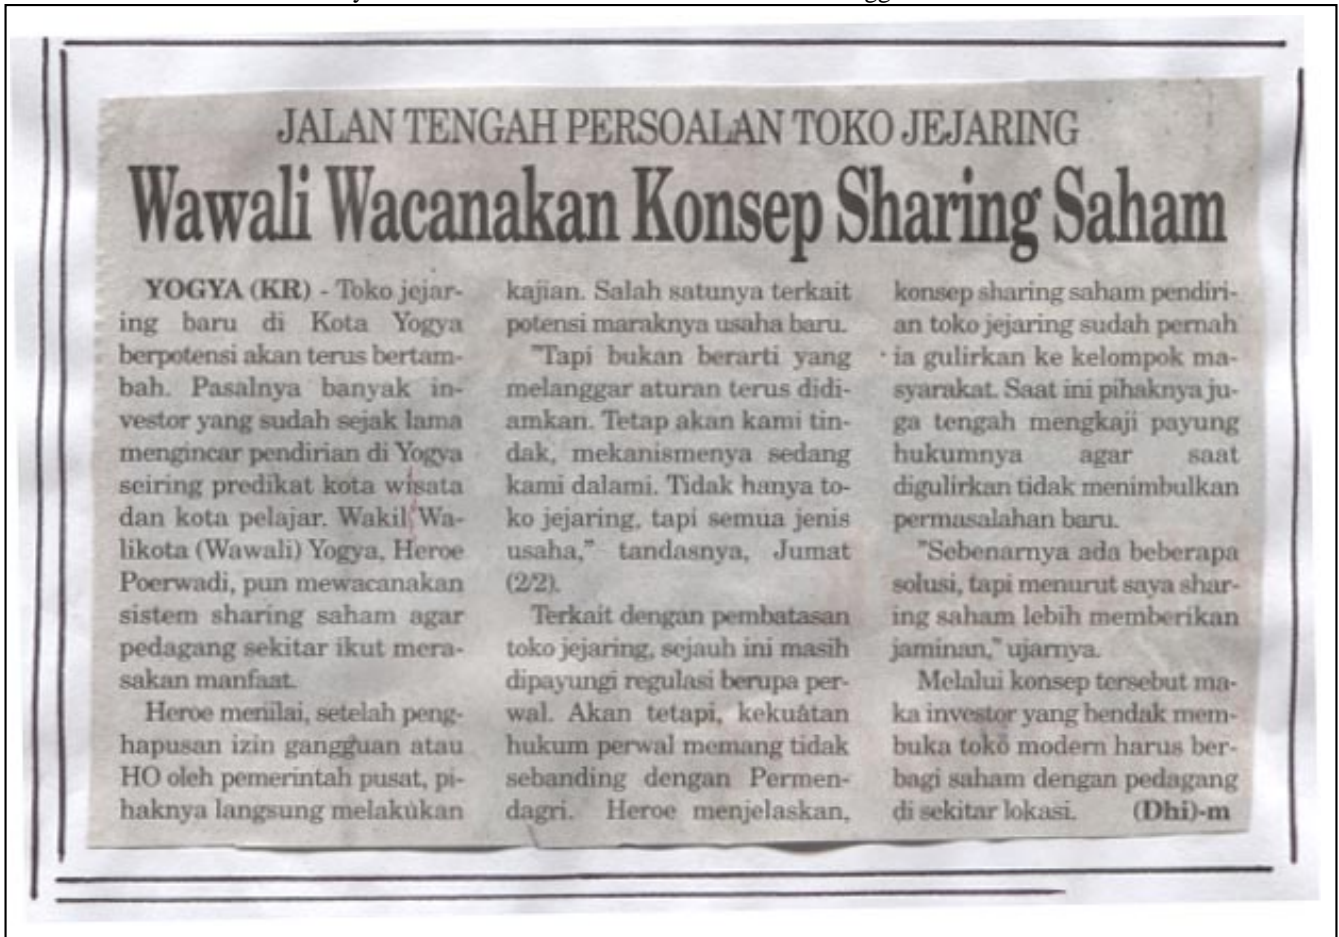 JALAN TENGAH PERSOALAN TOKO JEJARING
Wawali Wacanakan Konsep Sharing Saham
YOGYA (KR) - Toko jejar-
ing baru di Kota Yogya
berpotensi akan terus bertam-
bah. Pasalnya banyak in-
vestor yang sudah sejak lama
mengincar pendirian di Yogya
seiring predikat kota wisata
dan kota pelajar. Wakil Wa-
likota (Wawali) Yogya, Heroe
Poerwadi, pun mewacanakan
sistem sharing saham agar
pedagang sekitar ikut mera-
sakan manfaat.
Heroe menilai, setelah peng-
hapusan izin gangguan atau
HO oleh pemerintah pusat, pi-
haknya langsung melakukan
kajian. Salah satunya terkait
potensi maraknya usaha baru.
"Tapi bukan berarti yang
melanggar aturan terus didi-
amkan. Tetap akan kami tin-
dak, mekanismenya sedang
kami dalami. Tidak hanya to-
ko jejaring, tapi semua jenis
usaha," tandasnya, Jumat
(2/2).
Terkait dengan pembatasan
toko jejaring, sejauh ini masih
dipayungi regulasi berupa per-
wal. Akan tetapi, kekuatan
hukum perwal memang tidak
sebanding dengan Permen-
dagri. Heroe menjelaskan,
konsep sharing saham pendiri-
an toko jejaring sudah pernah
ia gulirkan ke kelompok ma-
syarakat. Saat ini pihaknya ju-
ga tengah mengkaji payung
hukumnya agar saat
digulirkan tidak menimbulkan
permasalahan baru.
"Sebenarnya ada beberapa
solusi, tapi menurut saya shar-
ing saham lebih memberikan
jaminan," ujarnya.
Melalui konsep tersebut ma-
ka investor yang hendak mem-
buka toko modern harus ber-
bagi saham dengan pedagang
di sekitar lokasi. (Dhi)-m